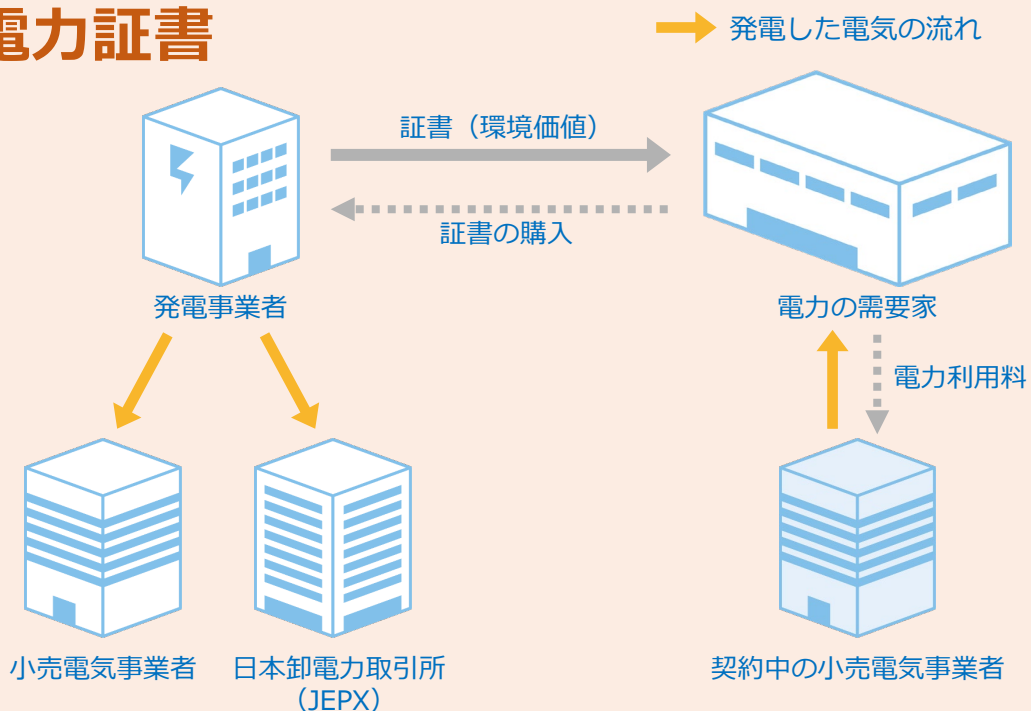 電力証書
発電した電気の流れ
証書（環境価値）
証書の購入
発電事業者
電力の需要家
電力利用料
小売電気事業者
日本卸電力取引所
（JEPX）
契約中の小売電気事業者